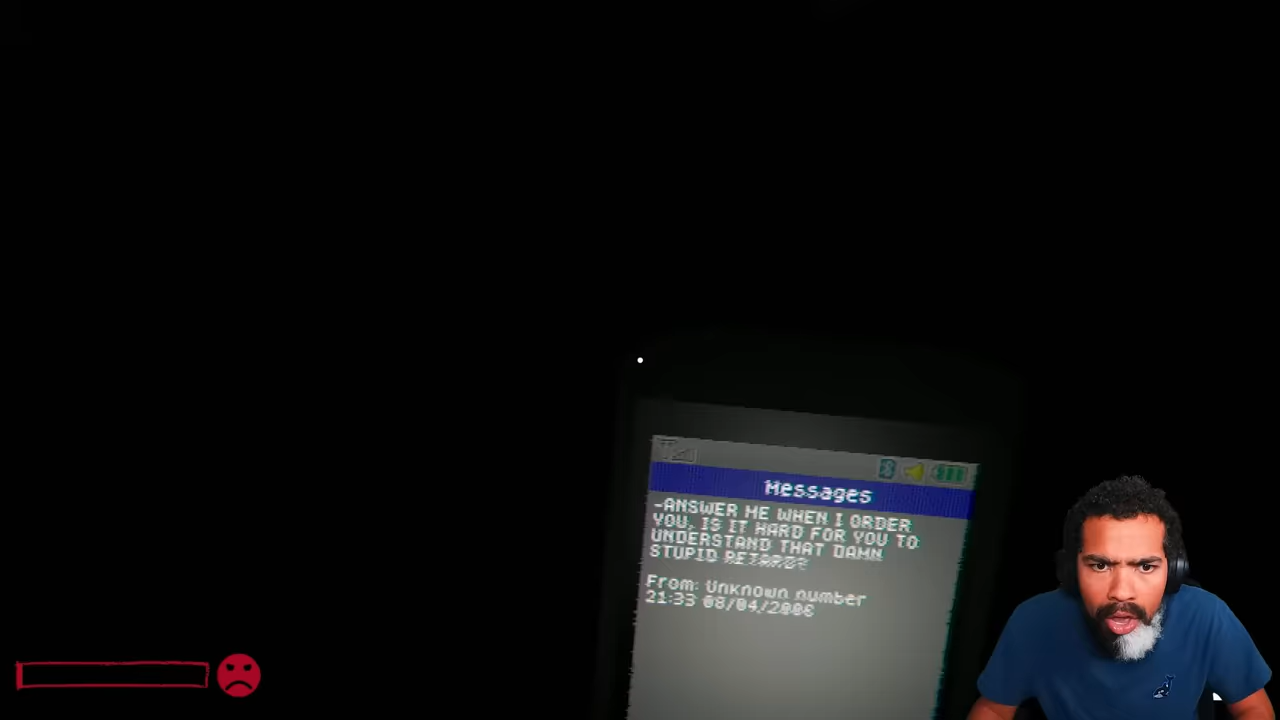 Messages
-ANSWER ME WHEN I ORDER
YOU, IS IT HARD FOR YOU TO
UNDERSTAND THAT DAMN
STUPID RETARD?
From: Unknown number
21:33 08/04/2006